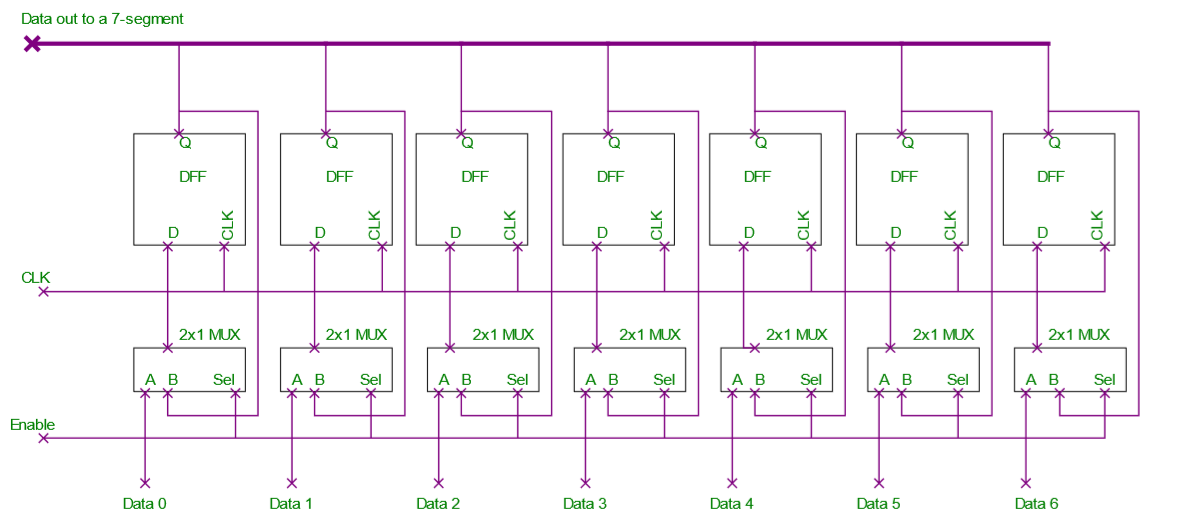 Data out to a 7-segment
Q Q Q Q Q Q Q
DFF DFF DFF DFF DFF DFF DFF
D CLK D CLK D CLK D CLK D CLK D CLK D CLK
CLK
2x1 MUX 2x1 MUX 2x1 MUX 2x1 MUX 2x1 MUX 2x1 MUX 2x1 MUX
A B Sel A B Sel A B Sel A B Sel A B Sel A B Sel A B Sel
Enable
Data 0 Data 1 Data 2 Data 3 Data 4 Data 5 Data 6